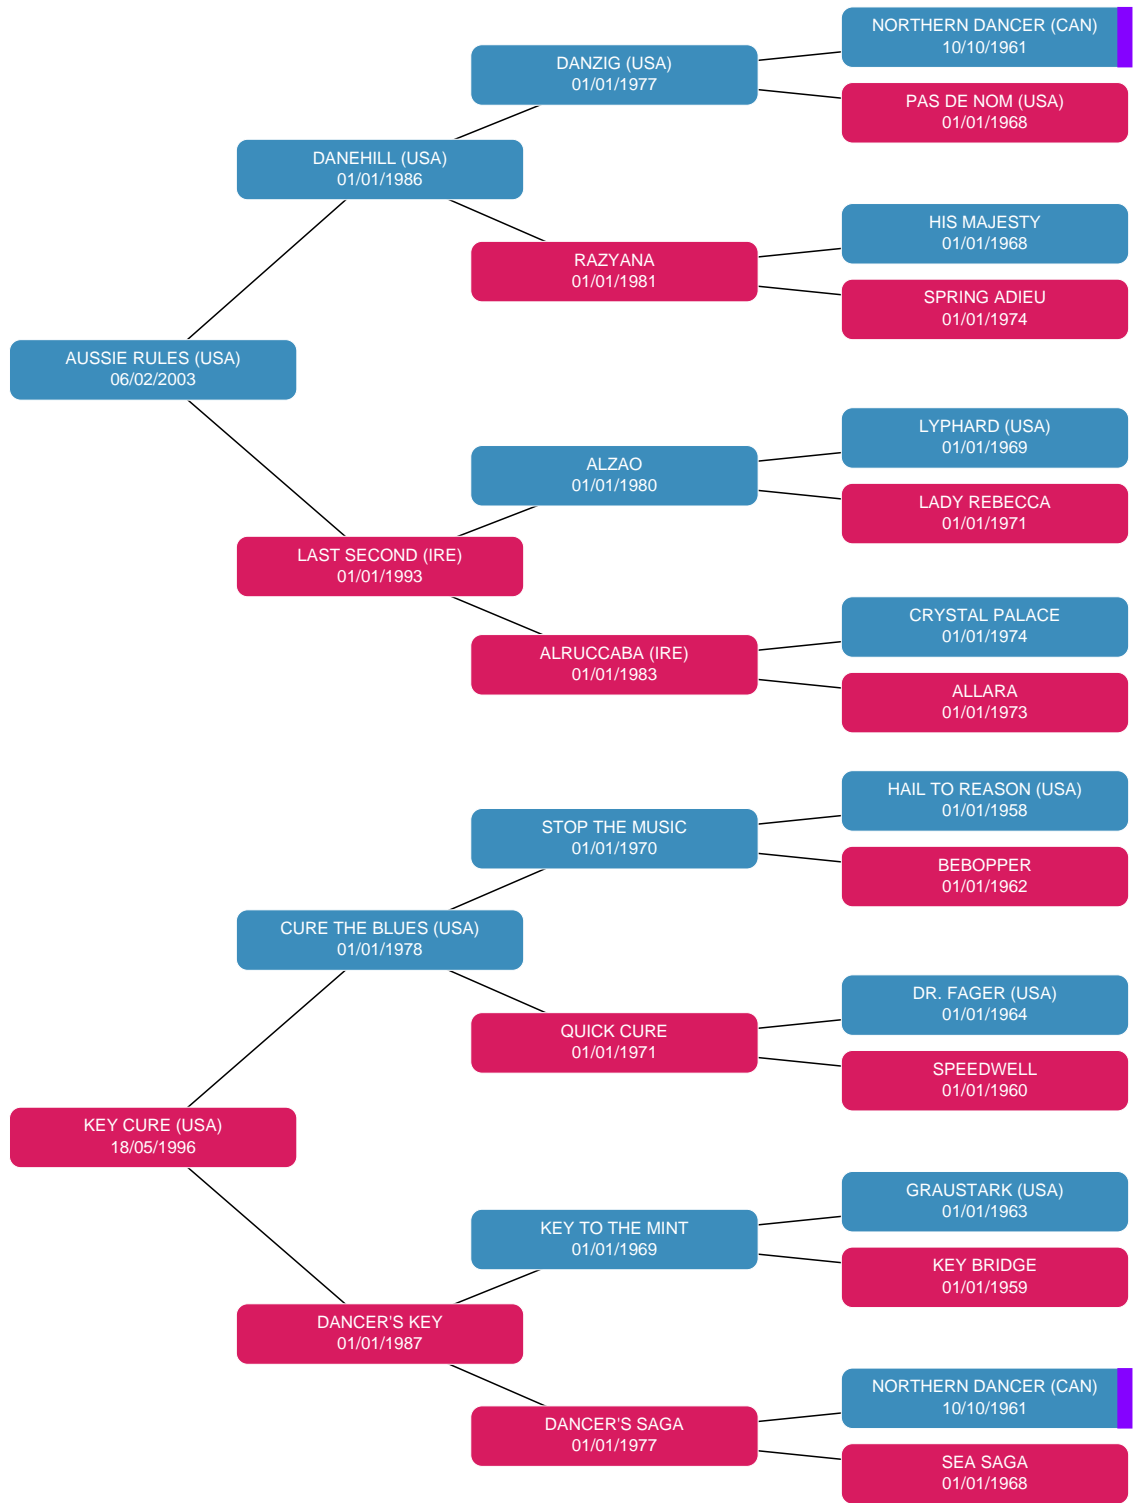 NORTHERN DANCER (CAN)
10/10/1961
DANZIG (USA)
01/01/1977
PAS DE NOM (USA)
01/01/1968
DANEHILL (USA)
01/01/1986
HIS MAJESTY
01/01/1968
RAZYANA
01/01/1981
SPRING ADIEU
01/01/1974
AUSSIE RULES (USA)
06/02/2003
LYPHARD (USA)
01/01/1969
ALZAO
01/01/1980
LADY REBECCA
01/01/1971
LAST SECOND (IRE)
01/01/1993
CRYSTAL PALACE
01/01/1974
ALRUCCABA (IRE)
01/01/1983
ALLARA
01/01/1973
HAIL TO REASON (USA)
01/01/1958
STOP THE MUSIC
01/01/1970
BEBOPPER
01/01/1962
CURE THE BLUES (USA)
01/01/1978
DR. FAGER (USA)
01/01/1964
QUICK CURE
01/01/1971
SPEEDWELL
01/01/1960
KEY CURE (USA)
18/05/1996
GRAUSTARK (USA)
01/01/1963
KEY TO THE MINT
01/01/1969
KEY BRIDGE
01/01/1959
DANCER'S KEY
01/01/1987
NORTHERN DANCER (CAN)
10/10/1961
DANCER'S SAGA
01/01/1977
SEA SAGA
01/01/1968